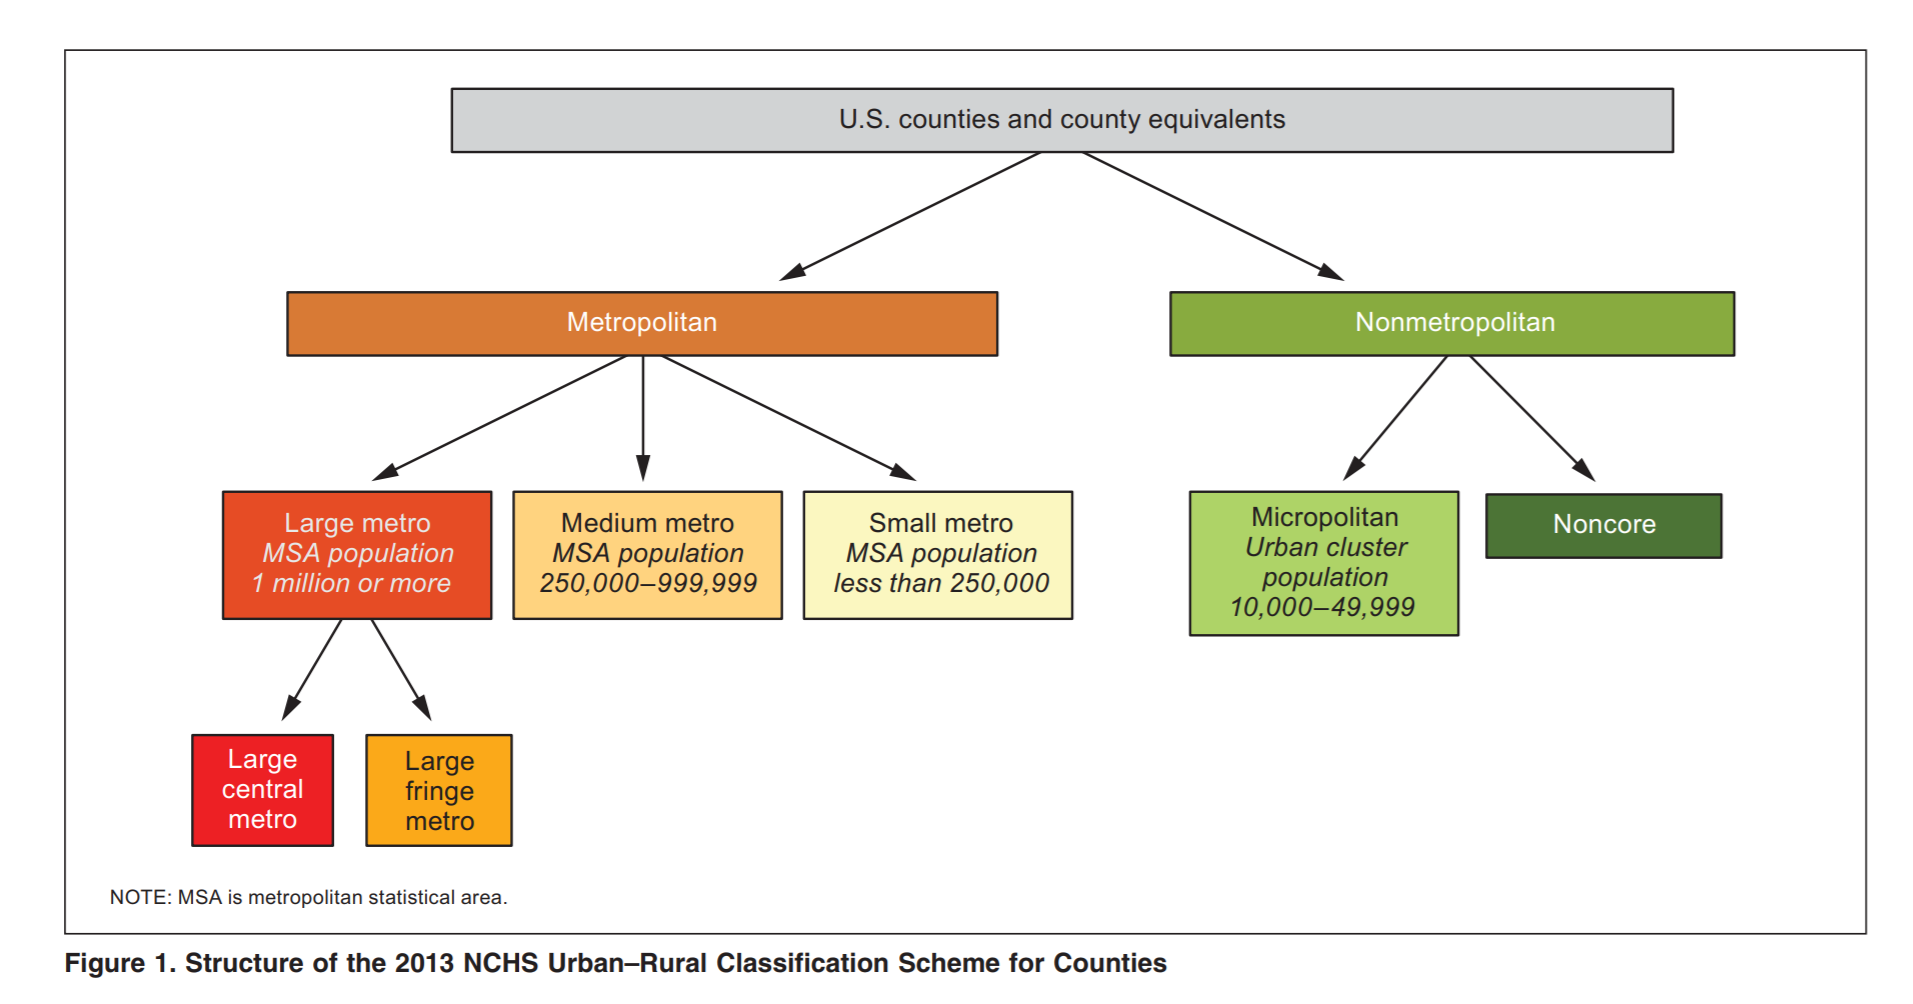 U.S. counties and county equivalents
Metropolitan
Nonmetropolitan
Large metro
MSA population
1 million or more
Medium metro
MSA population
250,000–999,999
Small metro
MSA population
less than 250,000
Micropolitan
Urban cluster
population
10,000–49,999
Noncore
Large
central
metro
Large
fringe
metro
NOTE: MSA is metropolitan statistical area.
Figure 1. Structure of the 2013 NCHS Urban–Rural Classification Scheme for Counties